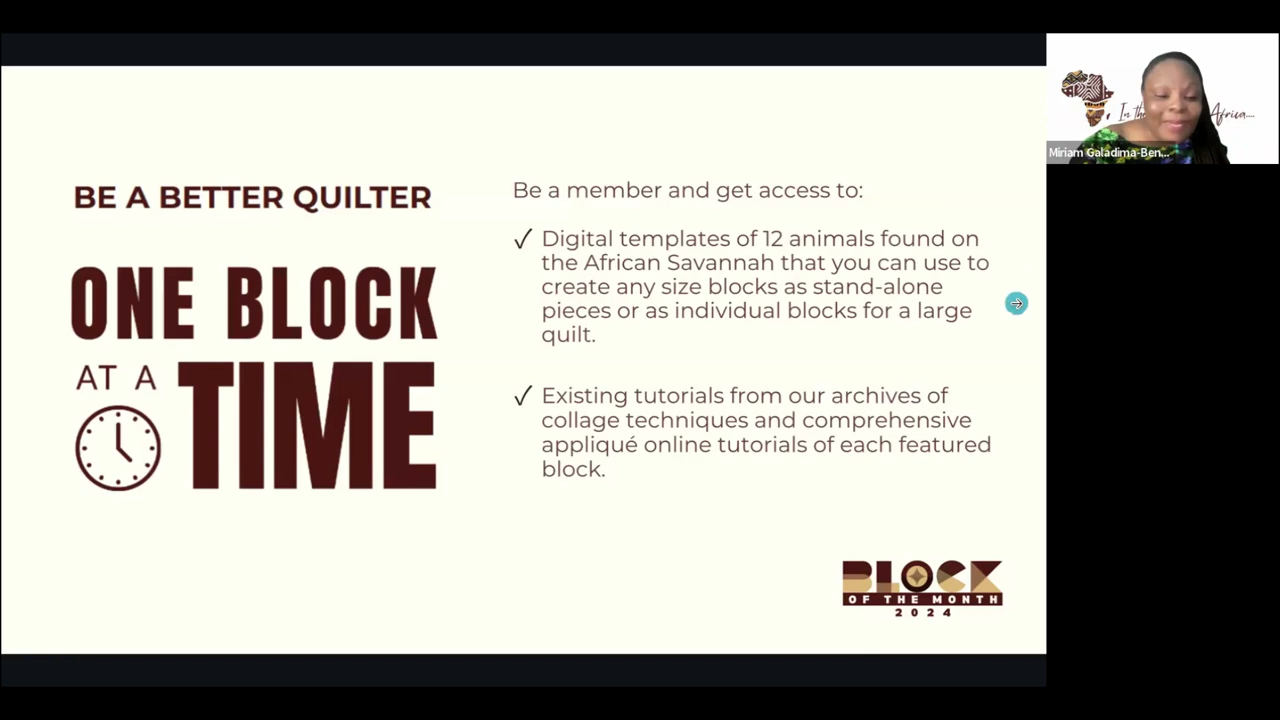 BE A BETTER QUILTER
ONE BLOCK
AT A
TIME
Be a member and get access to:
✓ Digital templates of 12 animals found on
the African Savannah that you can use to
create any size blocks as stand-alone
pieces or as individual blocks for a large
quilt.
✓ Existing tutorials from our archives of
collage techniques and comprehensive
appliqué online tutorials of each featured
block.
BLOCK
OF THE MONTH
2024
In the
Africa....
Miriam Galadima-Ben...